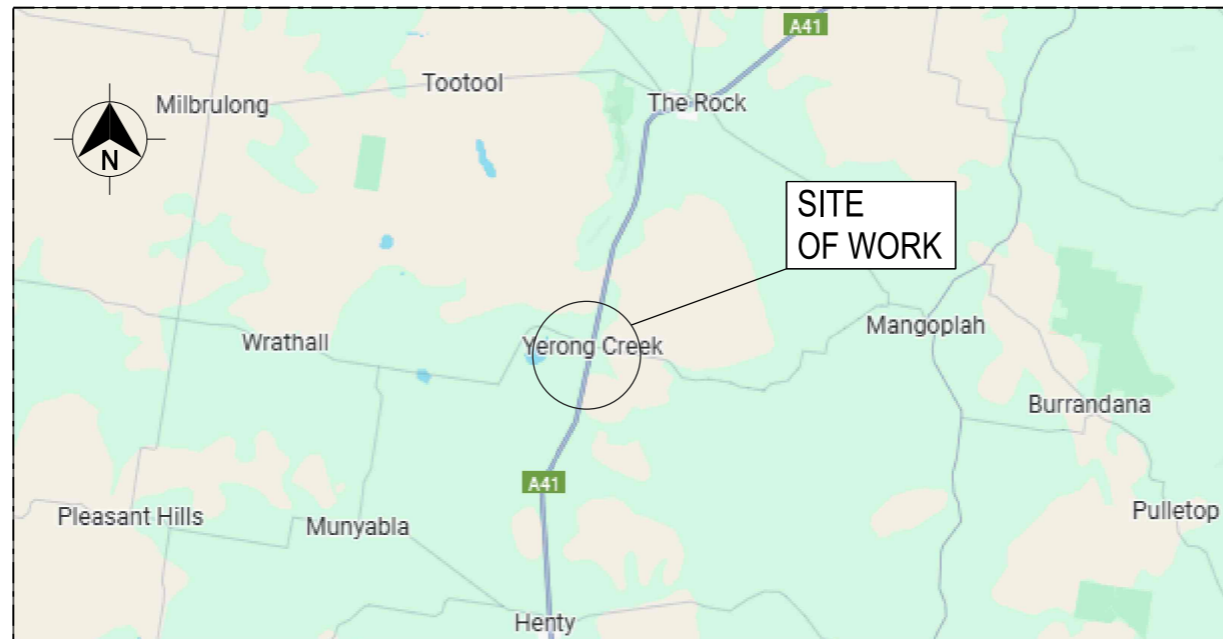 A41
Tootool
Milbrulong
The Rock
N
SITE
OF WORK
Mangoplah
Wrathall
Yerong Creek
Burrandana
A41
Pulletop
Pleasant Hills
Munyabla
Henty